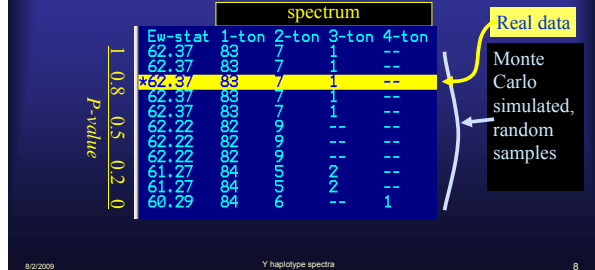 spectrum
Real data
Ew-stat 1-ton 2-ton 3-ton 4-ton
62.37 83 7 1 --
62.37 83 7 1 --
*62.37 83 7 1 --
62.37 83 7 1 --
62.37 83 7 1 --
62.22 82 9 -- --
62.22 82 9 -- --
62.22 82 9 -- --
61.27 84 5 2 --
61.27 84 5 2 --
60.29 84 6 -- 1
P-value
1 0.8 0.5 0.2 0
Monte
Carlo
simulated,
random
samples
8/2/2009 Y haplotype spectra 8